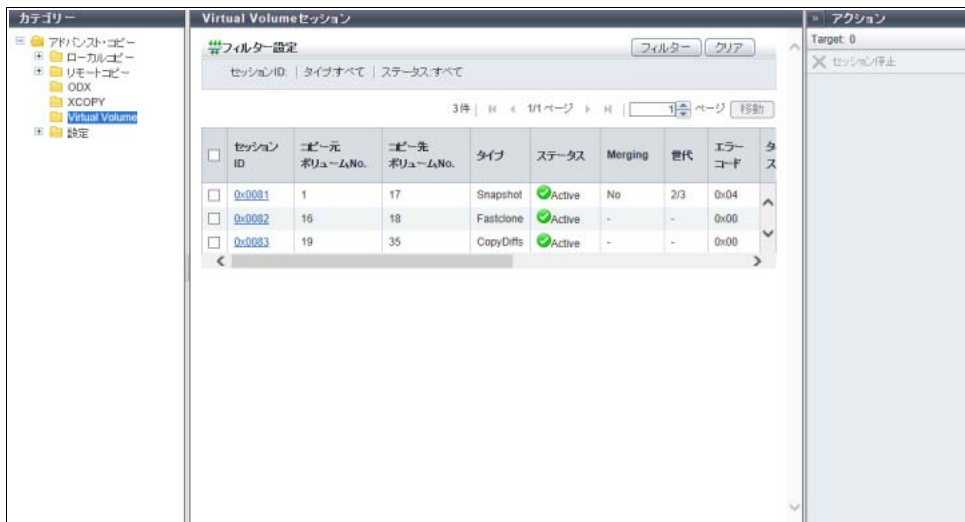 カテゴリー
アドバンスト・コピー
ローカルコピー
リモートコピー
ODX
XCOPY
Virtual Volume
設定
Virtual Volumeセッション
フィルター設定
フィルター クリア
セッションID: | タイプ:すべて | ステータス:すべて
3件 | 1/1 ページ | 1 ページ 移動
セッション ID コピー元 ボリュームNo. コピー先 ボリュームNo. タイプ ステータス Merging 世代 エラー コード タ ス
0x0081 1 17 Snapshot Active No 2/3 0x04
0x0082 16 18 Fastclone Active - - 0x00
0x0083 19 35 CopyDiffs Active - - 0x00
» アクション
Target: 0
セッション停止